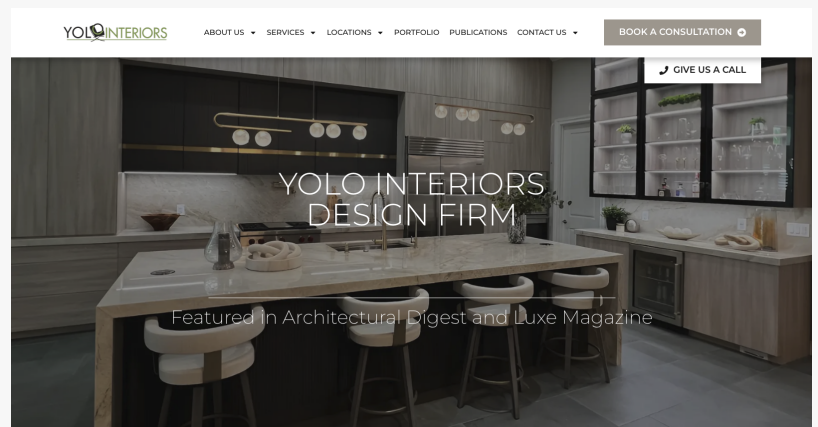 YOLO INTERIORS
ABOUT US SERVICES LOCATIONS PORTFOLIO PUBLICATIONS CONTACT US
BOOK A CONSULTATION
GIVE US A CALL
YOLO INTERIORS
DESIGN FIRM
Featured in Architectural Digest and Luxe Magazine